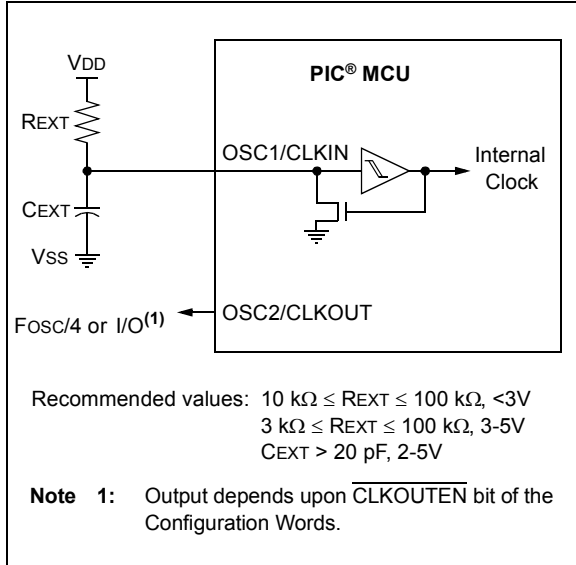 VDD
PIC® MCU
REXT
OSC1/CLKIN
Internal
Clock
CEXT
VSS
OSC2/CLKOUT
FOSC/4 or I/O(1)
Recommended values: 10 kΩ ≤ REXT ≤ 100 kΩ, <3V
3 kΩ ≤ REXT ≤ 100 kΩ, 3-5V
CEXT > 20 pF, 2-5V
Note 1: Output depends upon CLKOUTEN bit of the
Configuration Words.